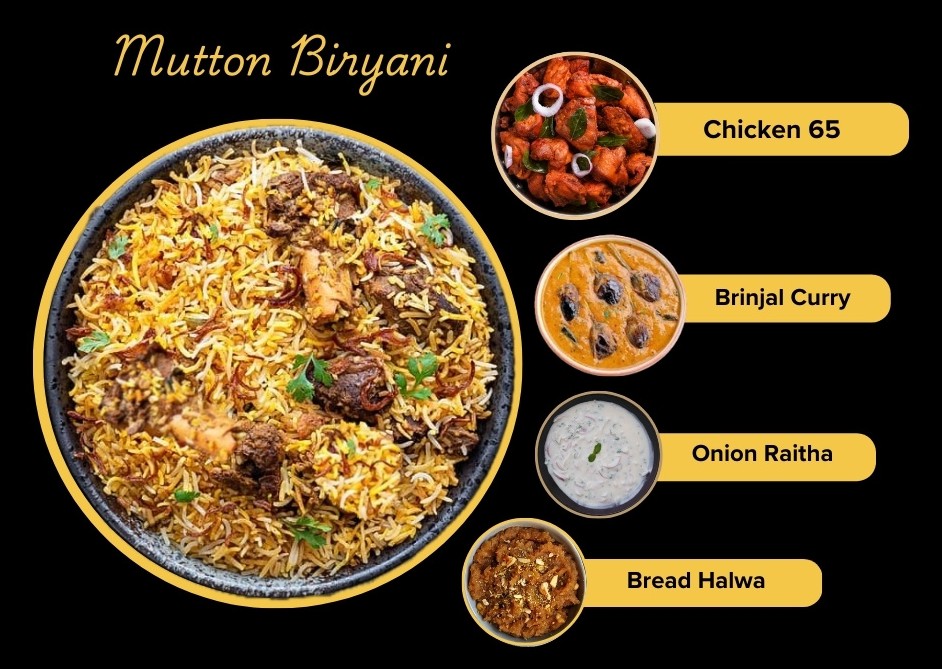 Mutton Biryani
Chicken 65
Brinjal Curry
Onion Raitha
Bread Halwa